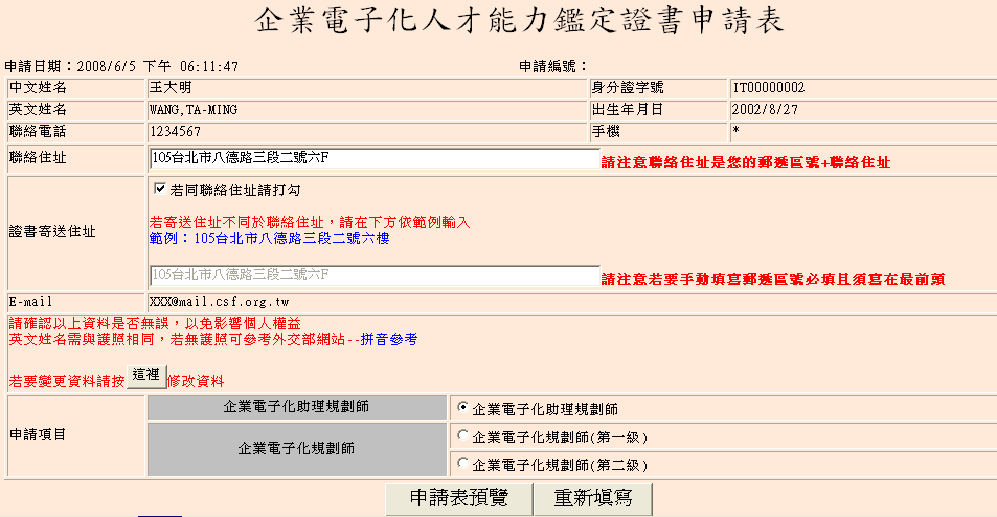 企業電子化人才能力鑑定證書申請表
申請日期：2008/6/5 下午 06:11:47 申請編號：
中文姓名 王大明 身分證字號 IT00000002
英文姓名 WANG,TA-MING 出生年月日 2002/8/27
聯絡電話 1234567 手機 *
聯絡住址 105台北市八德路三段二號六F 請注意聯絡住址是您的郵遞區號+聯絡住址
若同聯絡住址請打勾
證書寄送住址
若寄送住址不同於聯絡住址，請在下方依範例輸入
範例：105台北市八德路三段二號六樓
105台北市八德路三段二號六F 請注意若要手動填寫郵遞區號必填且須寫在最前頭
E-mail XXX@mail.csf.org.tw
請確認以上資料是否無誤，以免影響個人權益
英文姓名需與護照相同，若無護照可參考外交部網站--拼音參考
若要變更資料請按 這裡 修改資料
申請項目
企業電子化助理規劃師 企業電子化助理規劃師
企業電子化規劃師 企業電子化規劃師(第一級)
企業電子化規劃師(第二級)
申請表預覽 重新填寫